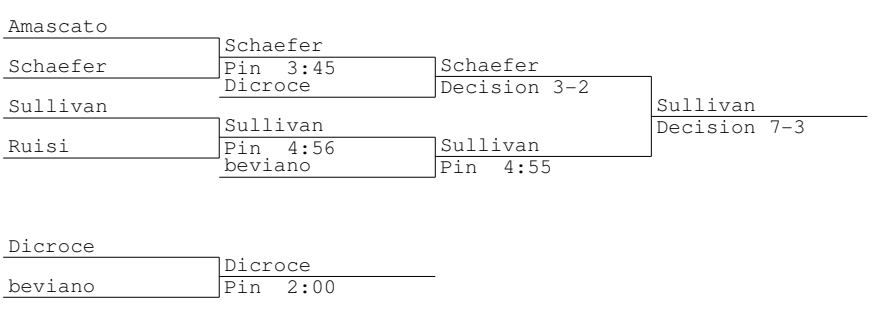 Amascato
Schaefer
Schaefer
Pin 3:45
Dicroce
Schaefer
Decision 3-2
Sullivan
Ruisi
Sullivan
Pin 4:56
beviano
Sullivan
Pin 4:55
Sullivan
Decision 7-3
Dicroce
beviano
Dicroce
Pin 2:00